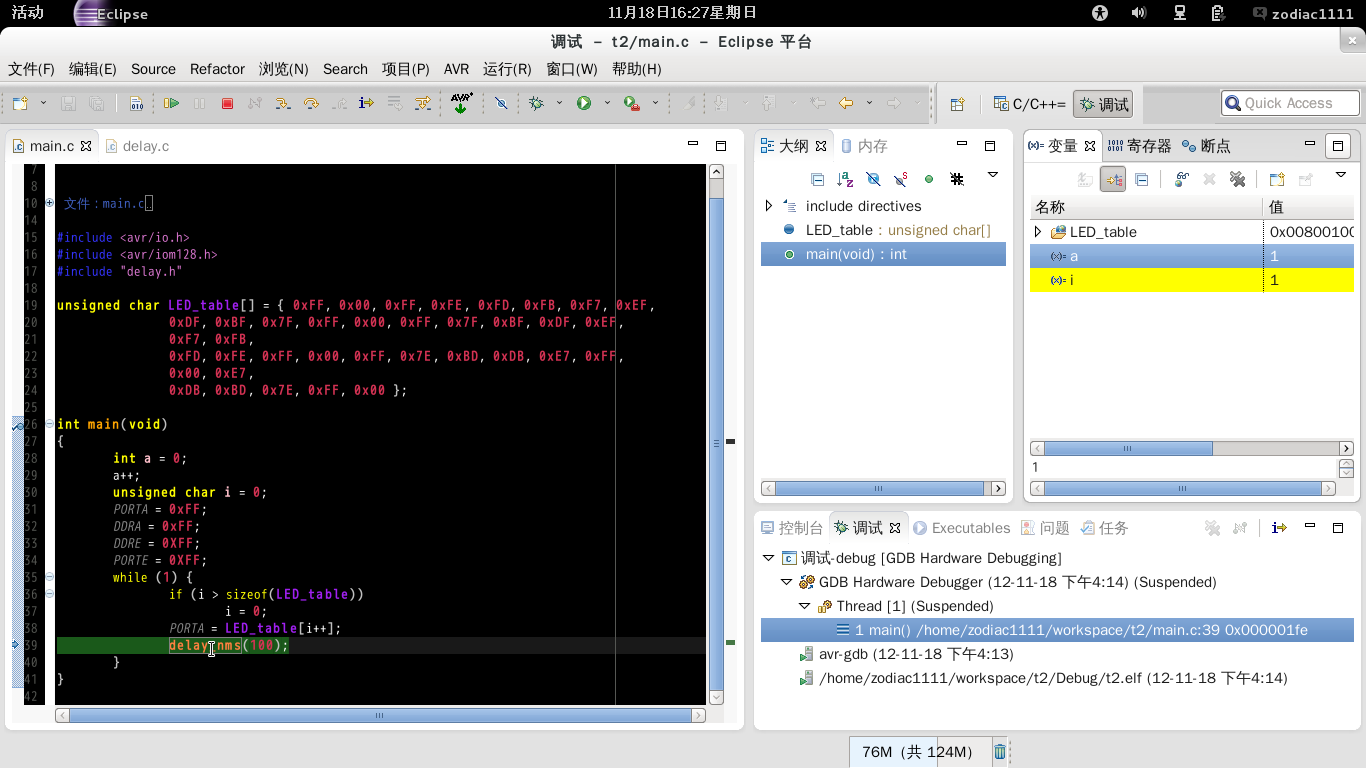 活动 Eclipse 11月18日16:27星期日 zodiac1111
调试 – t2/main.c – Eclipse 平台
文件(F) 编辑(E) Source Refactor 浏览(N) Search 项目(P) AVR 运行(R) 窗口(W) 帮助(H)
AVR C/C++= 调试 Quick Access
main.c delay.c
7
8
10 文件:main.c
14
15 #include <avr/io.h>
16 #include <avr/iom128.h>
17 #include "delay.h"
18
19 unsigned char LED_table[] = { 0xFF, 0x00, 0xFF, 0xFE, 0xFD, 0xFB, 0xF7, 0xEF,
20 0xDF, 0xBF, 0x7F, 0xFF, 0x00, 0xFF, 0x7F, 0xBF, 0xDF, 0xEF,
21 0xF7, 0xFB,
22 0xFD, 0xFE, 0xFF, 0x00, 0xFF, 0x7E, 0xBD, 0xDB, 0xE7, 0xFF,
23 0x00, 0xE7,
24 0xDB, 0xBD, 0x7E, 0xFF, 0x00 };
25
26 int main(void)
27 {
28 int a = 0;
29 a++;
30 unsigned char i = 0;
31 PORTA = 0xFF;
32 DDRA = 0xFF;
33 DDRE = 0XFF;
34 PORTE = 0XFF;
35 while (1) {
36 if (i > sizeof(LED_table))
37 i = 0;
38 PORTA = LED_table[i++];
39 delay_nms(100);
40 }
41 }
42
大纲 内存
include directives
LED_table : unsigned char[]
main(void) : int
变量 寄存器 断点
名称 值
LED_table 0x00800100
a 1
i 1
1
控制台 调试 Executables 问题 任务
调试-debug [GDB Hardware Debugging]
GDB Hardware Debugger (12-11-18 下午4:14) (Suspended)
Thread [1] (Suspended)
1 main() /home/zodiac1111/workspace/t2/main.c:39 0x000001fe
avr-gdb (12-11-18 下午4:13)
/home/zodiac1111/workspace/t2/Debug/t2.elf (12-11-18 下午4:14)
76M（共 124M）